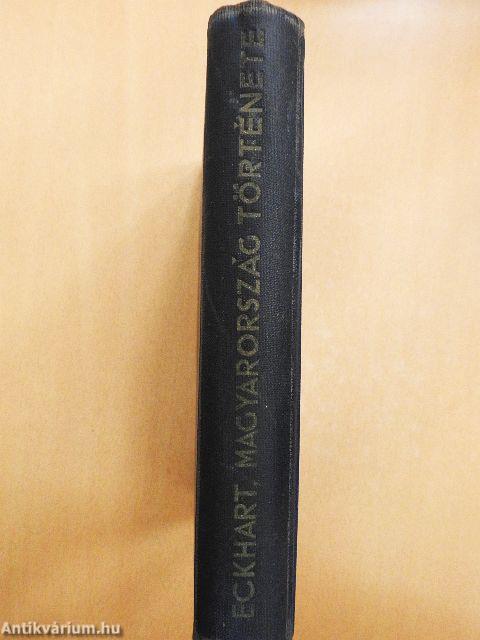 ECKHART, MAGYARORSZÁG TÖRTÉNETE
Antikvárium.hu